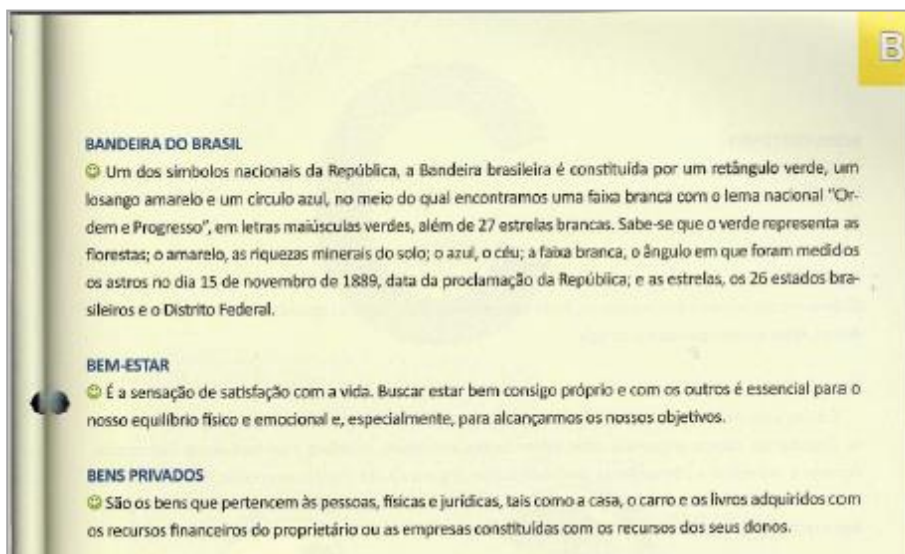 B
BANDEIRA DO BRASIL
Um dos símbolos nacionais da República, a Bandeira brasileira é constituída por um retângulo verde, um
losango amarelo e um círculo azul, no meio do qual encontramos uma faixa branca com o lema nacional "Or-
dem e Progresso", em letras maiúsculas verdes, além de 27 estrelas brancas. Sabe-se que o verde representa as
florestas; o amarelo, as riquezas minerais do solo; o azul, o céu; a faixa branca, o ângulo em que foram medidos
os astros no dia 15 de novembro de 1889, data da proclamação da República; e as estrelas, os 26 estados bra-
sileiros e o Distrito Federal.
BEM-ESTAR
É a sensação de satisfação com a vida. Buscar estar bem consigo próprio e com os outros é essencial para o
nosso equilíbrio físico e emocional e, especialmente, para alcançarmos os nossos objetivos.
BENS PRIVADOS
São os bens que pertencem às pessoas, físicas e jurídicas, tais como a casa, o carro e os livros adquiridos com
os recursos financeiros do proprietário ou as empresas constituídas com os recursos dos seus donos.